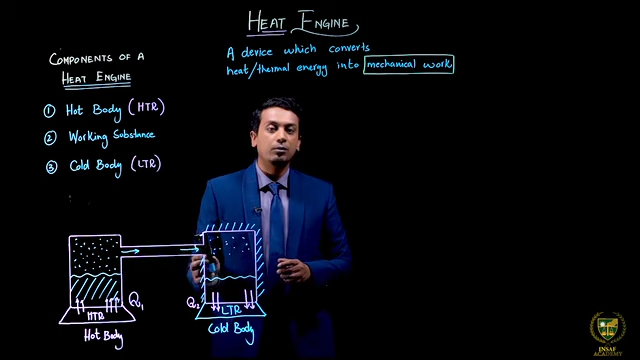 HEAT ENGINE
A device which converts
heat/thermal energy into mechanical work
COMPONENTS OF A
HEAT ENGINE
① Hot Body (HTR)
② Working Substance
③ Cold Body (LTR)
Q₁
Q₂
HTR
LTR
Hot Body
Cold Body
INSAF
ACADEMY